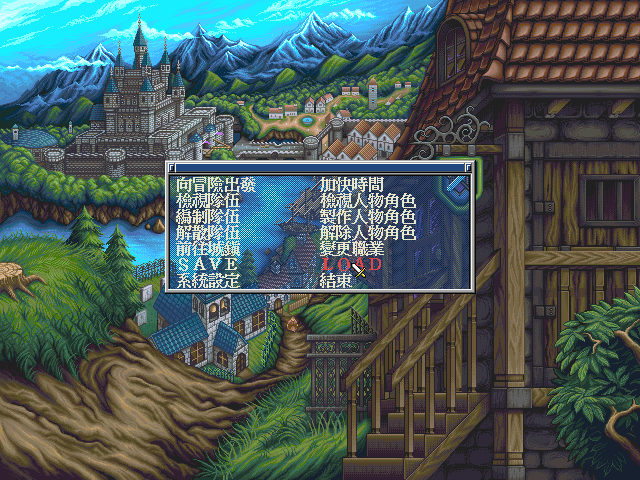 向冒險出發 加快時間
檢視隊伍 檢視人物角色
編制隊伍 製作人物角色
解散隊伍 解除人物角色
前往城鎮 變更職業
SAVE LOAD
系統設定 結束